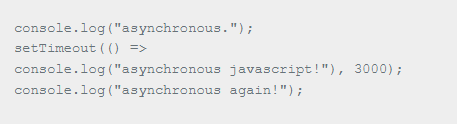 console.log("asynchronous.");
setTimeout(() =>
console.log("asynchronous javascript!"), 3000);
console.log("asynchronous again!");